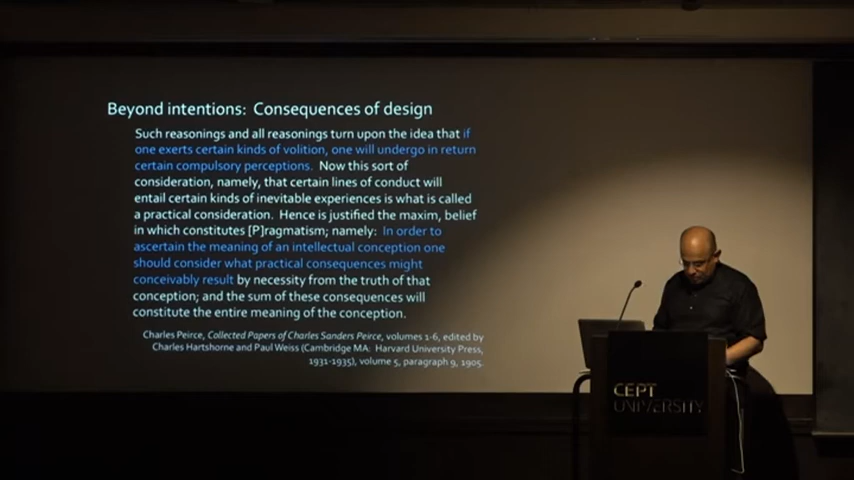 Beyond intentions: Consequences of design
Such reasonings and all reasonings turn upon the idea that if
one exerts certain kinds of volition, one will undergo in return
certain compulsory perceptions. Now this sort of
consideration, namely, that certain lines of conduct will
entail certain kinds of inevitable experiences is what is called
a practical consideration. Hence is justified the maxim, belief
in which constitutes [P]ragmatism; namely: In order to
ascertain the meaning of an intellectual conception one
should consider what practical consequences might
conceivably result by necessity from the truth of that
conception; and the sum of these consequences will
constitute the entire meaning of the conception.
Charles Peirce, Collected Papers of Charles Sanders Peirce, volumes 1-6, edited by
Charles Hartshorne and Paul Weiss (Cambridge MA: Harvard University Press,
1931-1935), volume 5, paragraph 9, 1905.
CEPT
UNIVERSITY